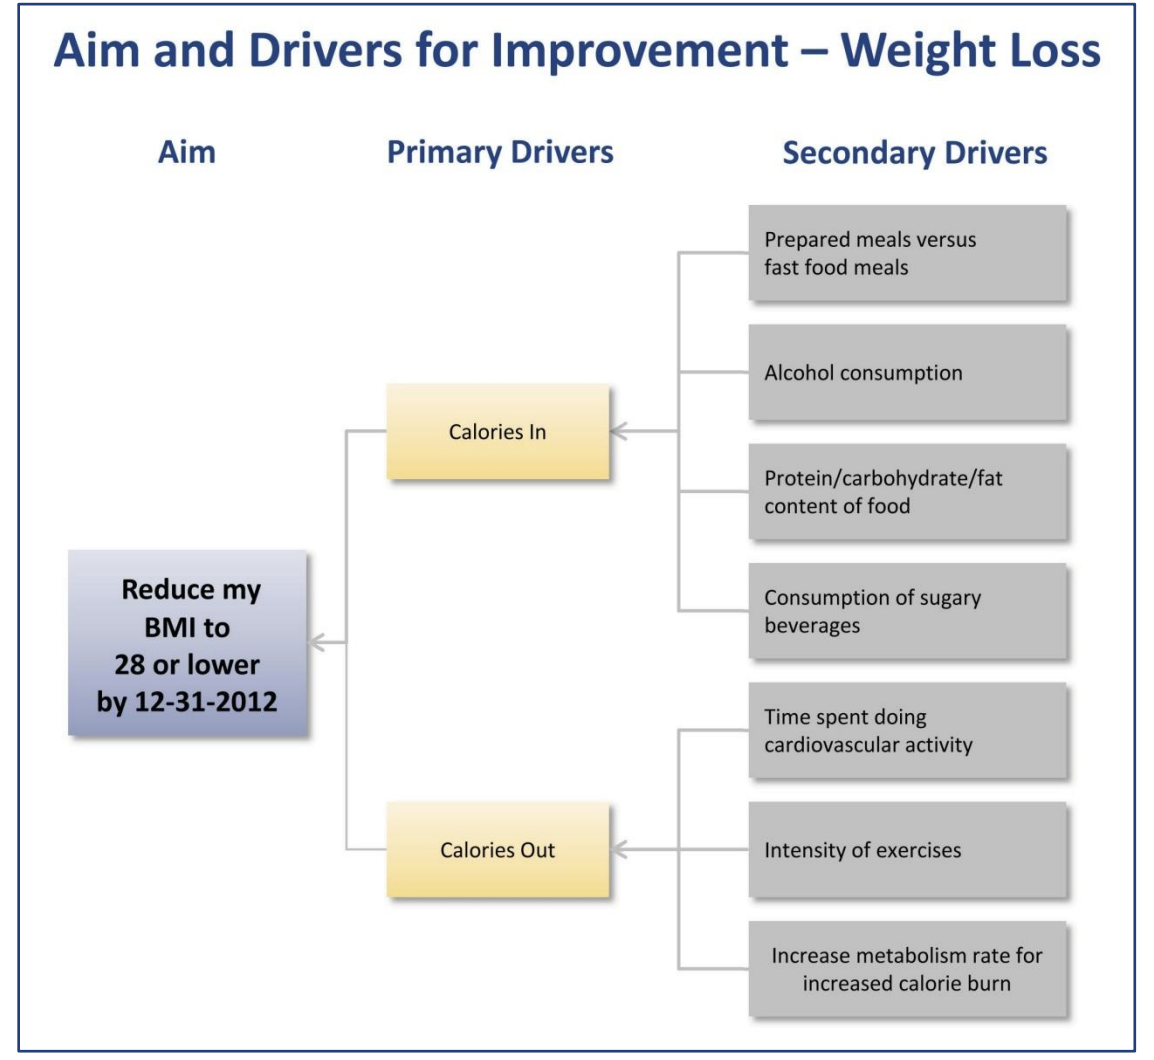 Aim and Drivers for Improvement – Weight Loss
Aim
Primary Drivers
Secondary Drivers
Prepared meals versus
fast food meals
Alcohol consumption
Calories In
Protein/carbohydrate/fat
content of food
Consumption of sugary
beverages
Reduce my
BMI to
28 or lower
by 12-31-2012
Time spent doing
cardiovascular activity
Calories Out
Intensity of exercises
Increase metabolism rate for
increased calorie burn